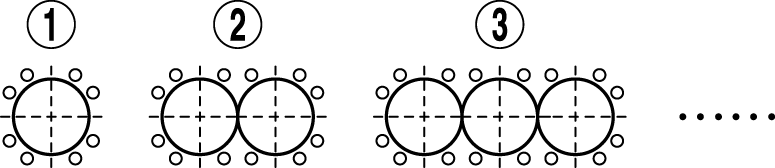 ① ② ③ ……